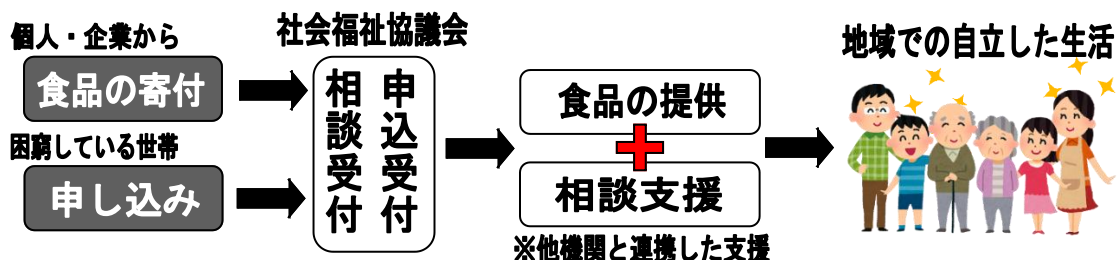 個人・企業から
食品の寄付
困窮している世帯
申し込み
社会福祉協議会
申込受付
相談受付
食品の提供
相談支援
※他機関と連携した支援
地域での自立した生活